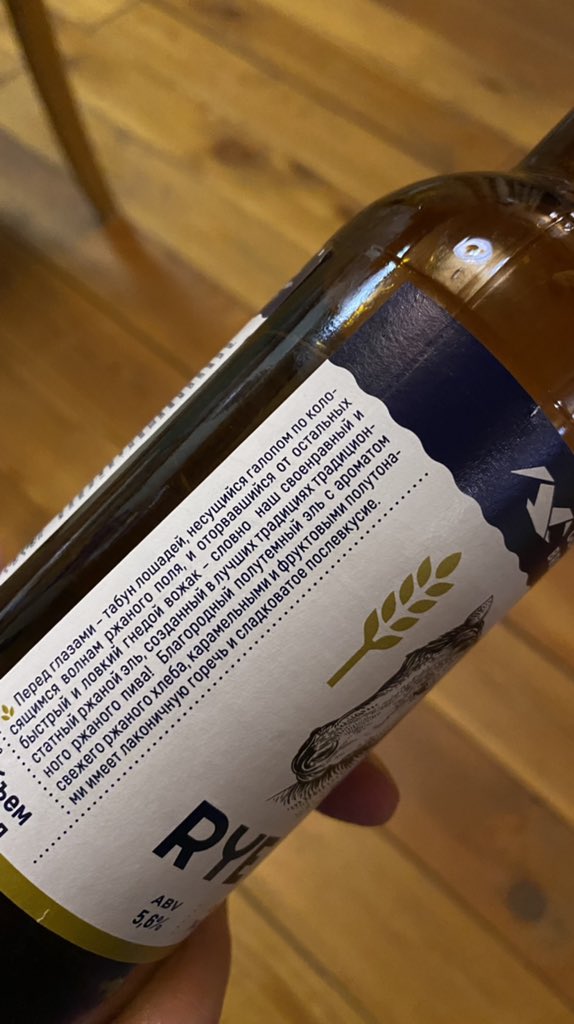 Перед глазами – табун лошадей, несущийся галопом по коло-
сящимся волнам ржаного поля, и оторвавшийся от остальных
быстрый и ловкий гнедой вожак – словно наш своенравный и
статный ржаной эль, созданный в лучших традициях традицион-
ного ржаного пива! Благородный полутемный эль с ароматом
свежего ржаного хлеба, карамельными и фруктовыми полутона-
ми имеет лаконичную горечь и сладковатое послевкусие.
RYE
ABV
5,6%